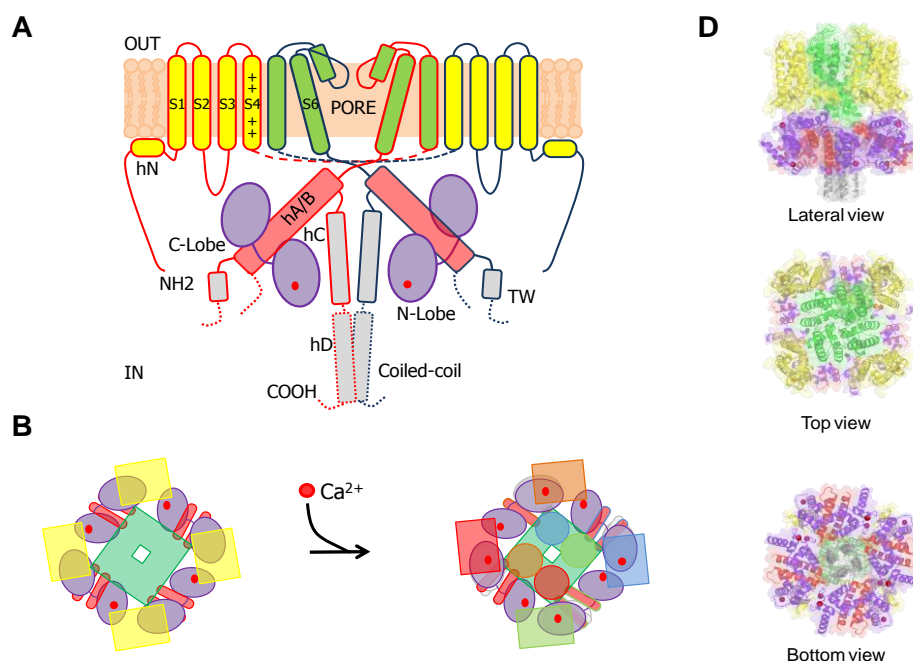 A
OUT
S1
S2
S3
S4
++
++
S6
PORE
hN
hA/B
hC
C-Lobe
NH2
N-Lobe
TW
hD
IN
Coiled-coil
COOH
B
Ca2+
D
Lateral view
Top view
Bottom view